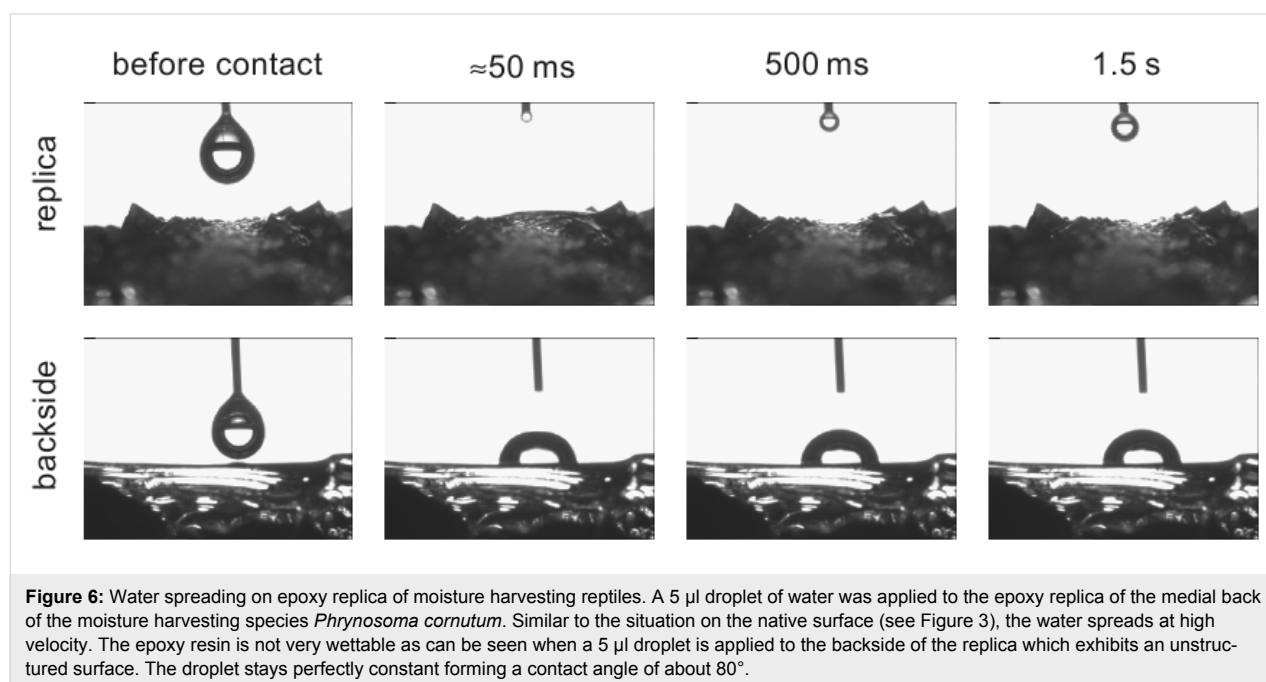 before contact
≈50 ms
500 ms
1.5 s
replica
backside
Figure 6: Water spreading on epoxy replica of moisture harvesting reptiles. A 5 µl droplet of water was applied to the epoxy replica of the medial back
of the moisture harvesting species Phrynosoma cornutum. Similar to the situation on the native surface (see Figure 3), the water spreads at high
velocity. The epoxy resin is not very wettable as can be seen when a 5 µl droplet is applied to the backside of the replica which exhibits an unstruc-
tured surface. The droplet stays perfectly constant forming a contact angle of about 80°.